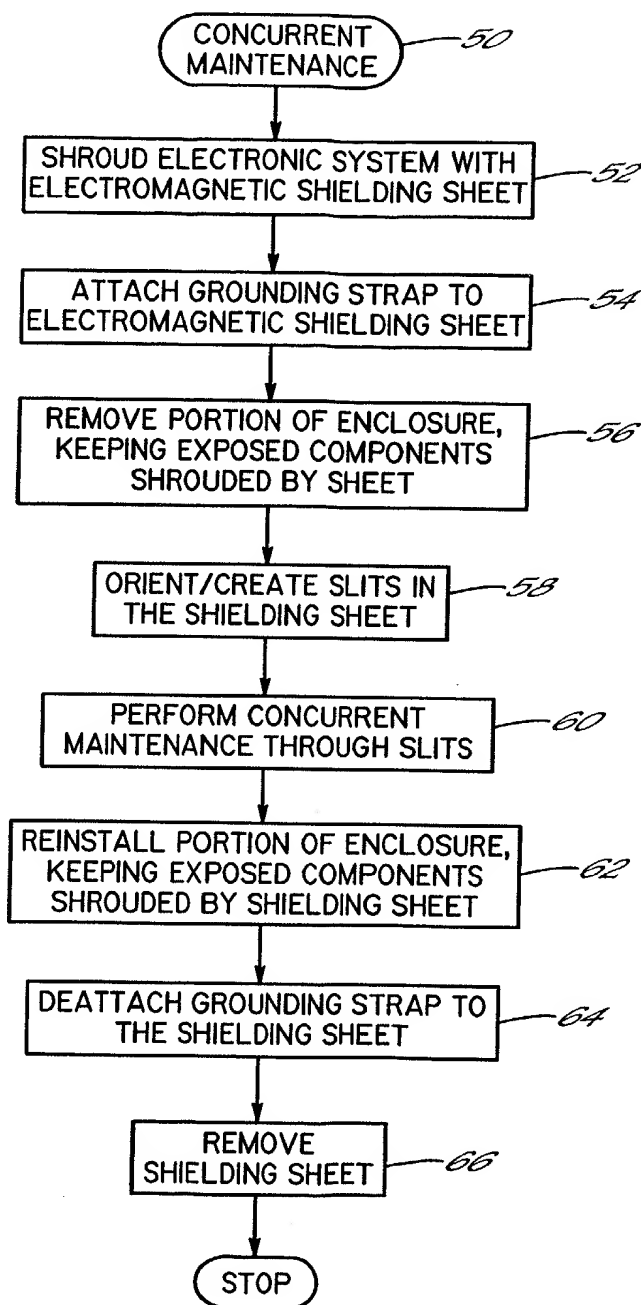 CONCURRENT
MAINTENANCE
50
SHROUD ELECTRONIC SYSTEM WITH
ELECTROMAGNETIC SHIELDING SHEET
52
ATTACH GROUNDING STRAP TO
ELECTROMAGNETIC SHIELDING SHEET
54
REMOVE PORTION OF ENCLOSURE,
KEEPING EXPOSED COMPONENTS
SHROUDED BY SHEET
56
ORIENT/CREATE SLITS IN
THE SHIELDING SHEET
58
PERFORM CONCURRENT
MAINTENANCE THROUGH SLITS
60
REINSTALL PORTION OF ENCLOSURE,
KEEPING EXPOSED COMPONENTS
SHROUDED BY SHIELDING SHEET
62
DEATTACH GROUNDING STRAP TO
THE SHIELDING SHEET
64
REMOVE
SHIELDING SHEET
66
STOP